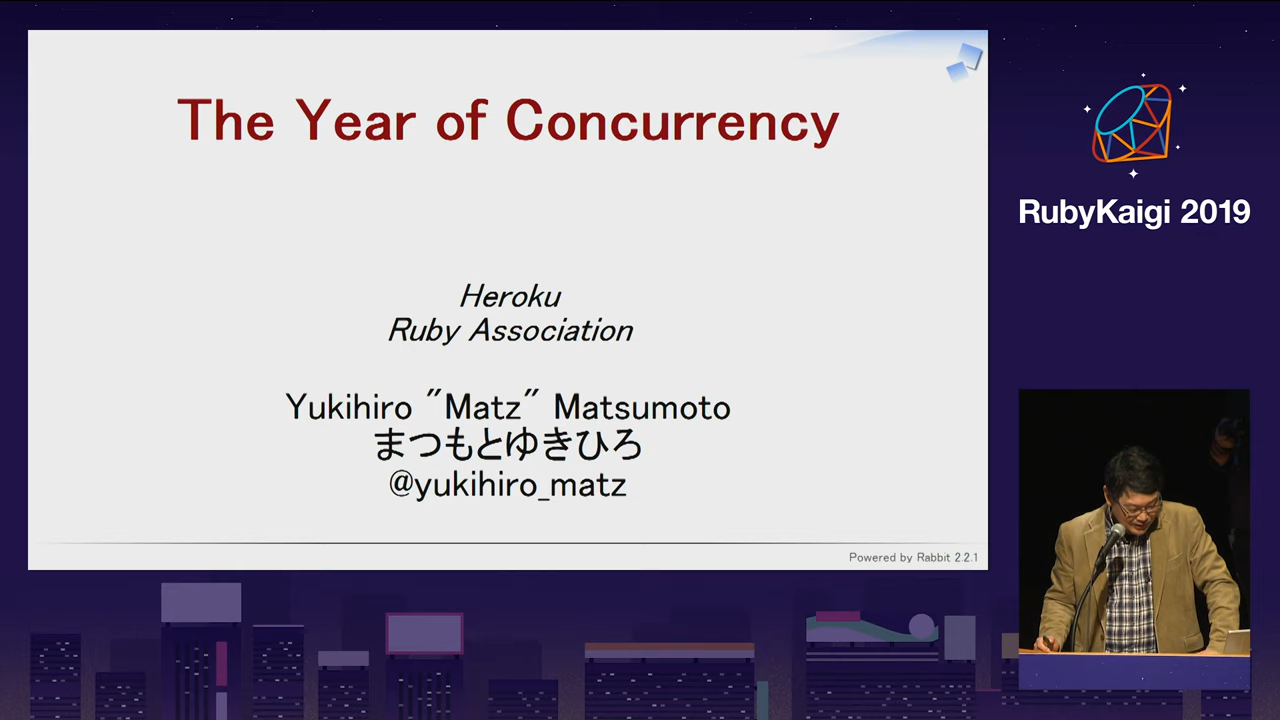 The Year of Concurrency
Heroku
Ruby Association
Yukihiro "Matz" Matsumoto
まつもとゆきひろ
@yukihiro_matz
Powered by Rabbit 2.2.1
RubyKaigi 2019